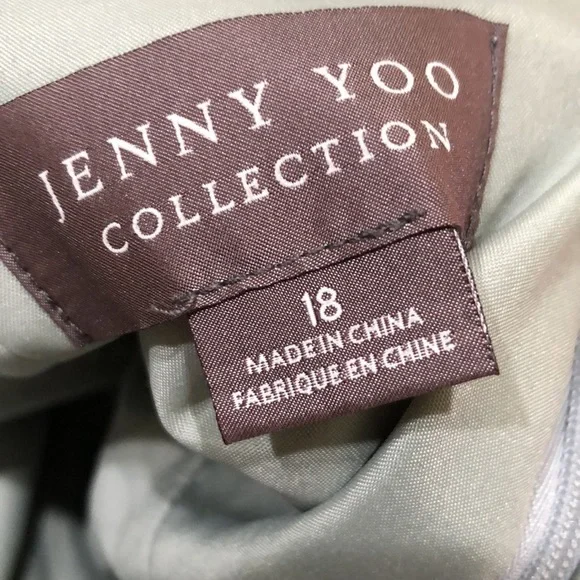 JENNY YOO
COLLECTION
18
MADE IN CHINA
FABRIQUE EN CHINE